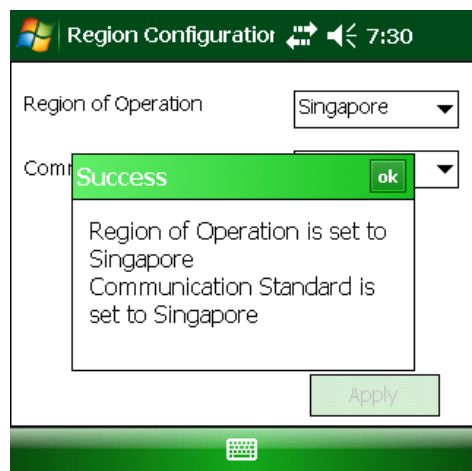 Region Configuration 7:30
Region of Operation Singapore
Comm
Success ok
Region of Operation is set to
Singapore
Communication Standard is
set to Singapore
Apply